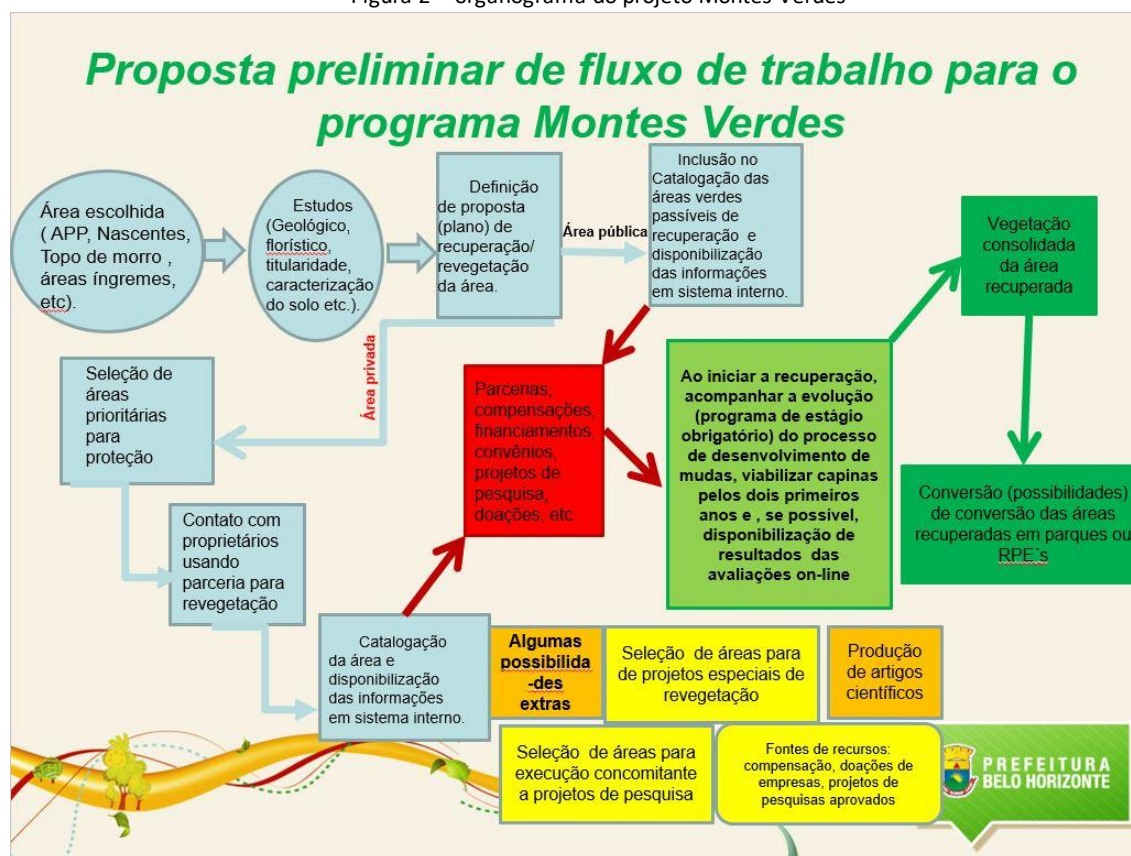 Figura 2 – organograma do projeto Montes Verdes
Proposta preliminar de fluxo de trabalho para o
programa Montes Verdes
Área escolhida
( APP, Nascentes,
Topo de morro ,
áreas íngremes,
etc).
Estudos
(Geológico,
florístico,
titularidade,
caracterização
do solo etc.).
Definição
de proposta
(plano) de
recuperação/
revegetação
da área.
Área pública
Inclusão no
Catalogação das
áreas verdes
passíveis de
recuperação e
disponibilização
das informações
em sistema interno.
Vegetação
consolidada
da área
recuperada
Área privada
Seleção de
áreas
prioritárias
para
proteção
Parcerias,
compensações,
financiamentos,
convênios,
projetos de
pesquisa,
doações, etc.
Ao iniciar a recuperação,
acompanhar a evolução
(programa de estágio
obrigatório) do processo
de desenvolvimento de
mudas, viabilizar capinas
pelos dois primeiros
anos e , se possivel,
disponibilização de
resultados das
avaliações on-line
Conversão (possibilidades)
de conversão das áreas
recuperadas em parques ou
RPE`s
Contato com
proprietários
usando
parceria para
revegetação
Catalogação
da área e
disponibilização
das informações
em sistema interno.
Algumas
possibilida
-des
extras
Seleção de áreas para
de projetos especiais de
revegetação
Produção
de artigos
científicos
Seleção de áreas para
execução concomitante
a projetos de pesquisa
Fontes de recursos:
compensação, doações de
empresas, projetos de
pesquisas aprovados
PREFEITURA
BELO HORIZONTE